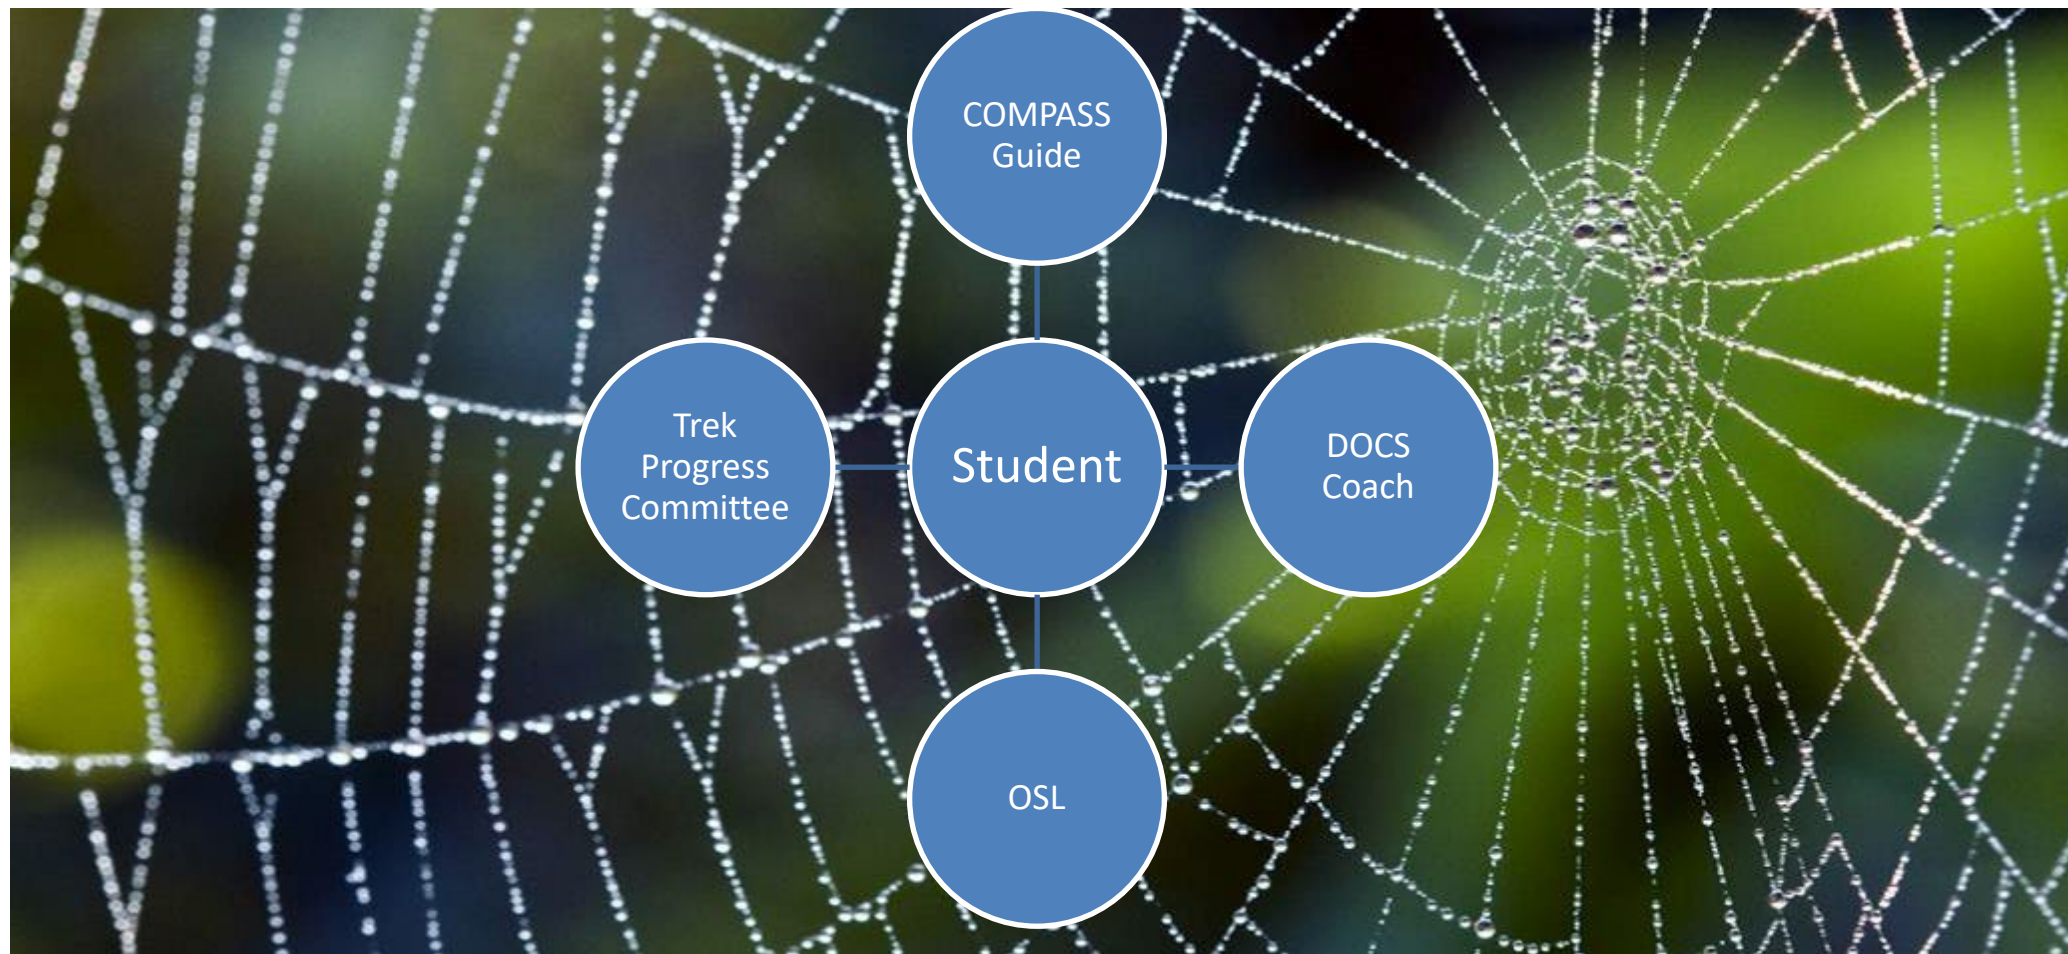 COMPASS
Guide
Trek
Progress
Committee
Student
DOCS
Coach
OSL